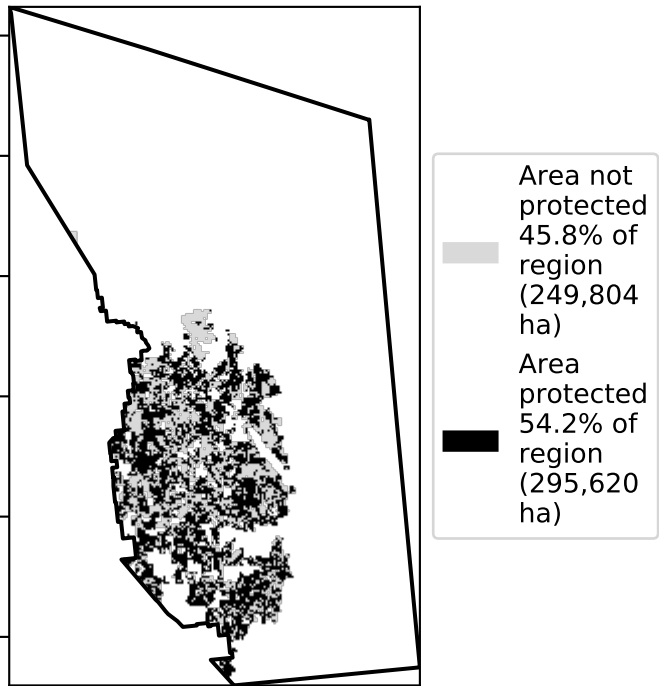 Area not
protected
45.8% of
region
(249,804
ha)
Area
protected
54.2% of
region
(295,620
ha)